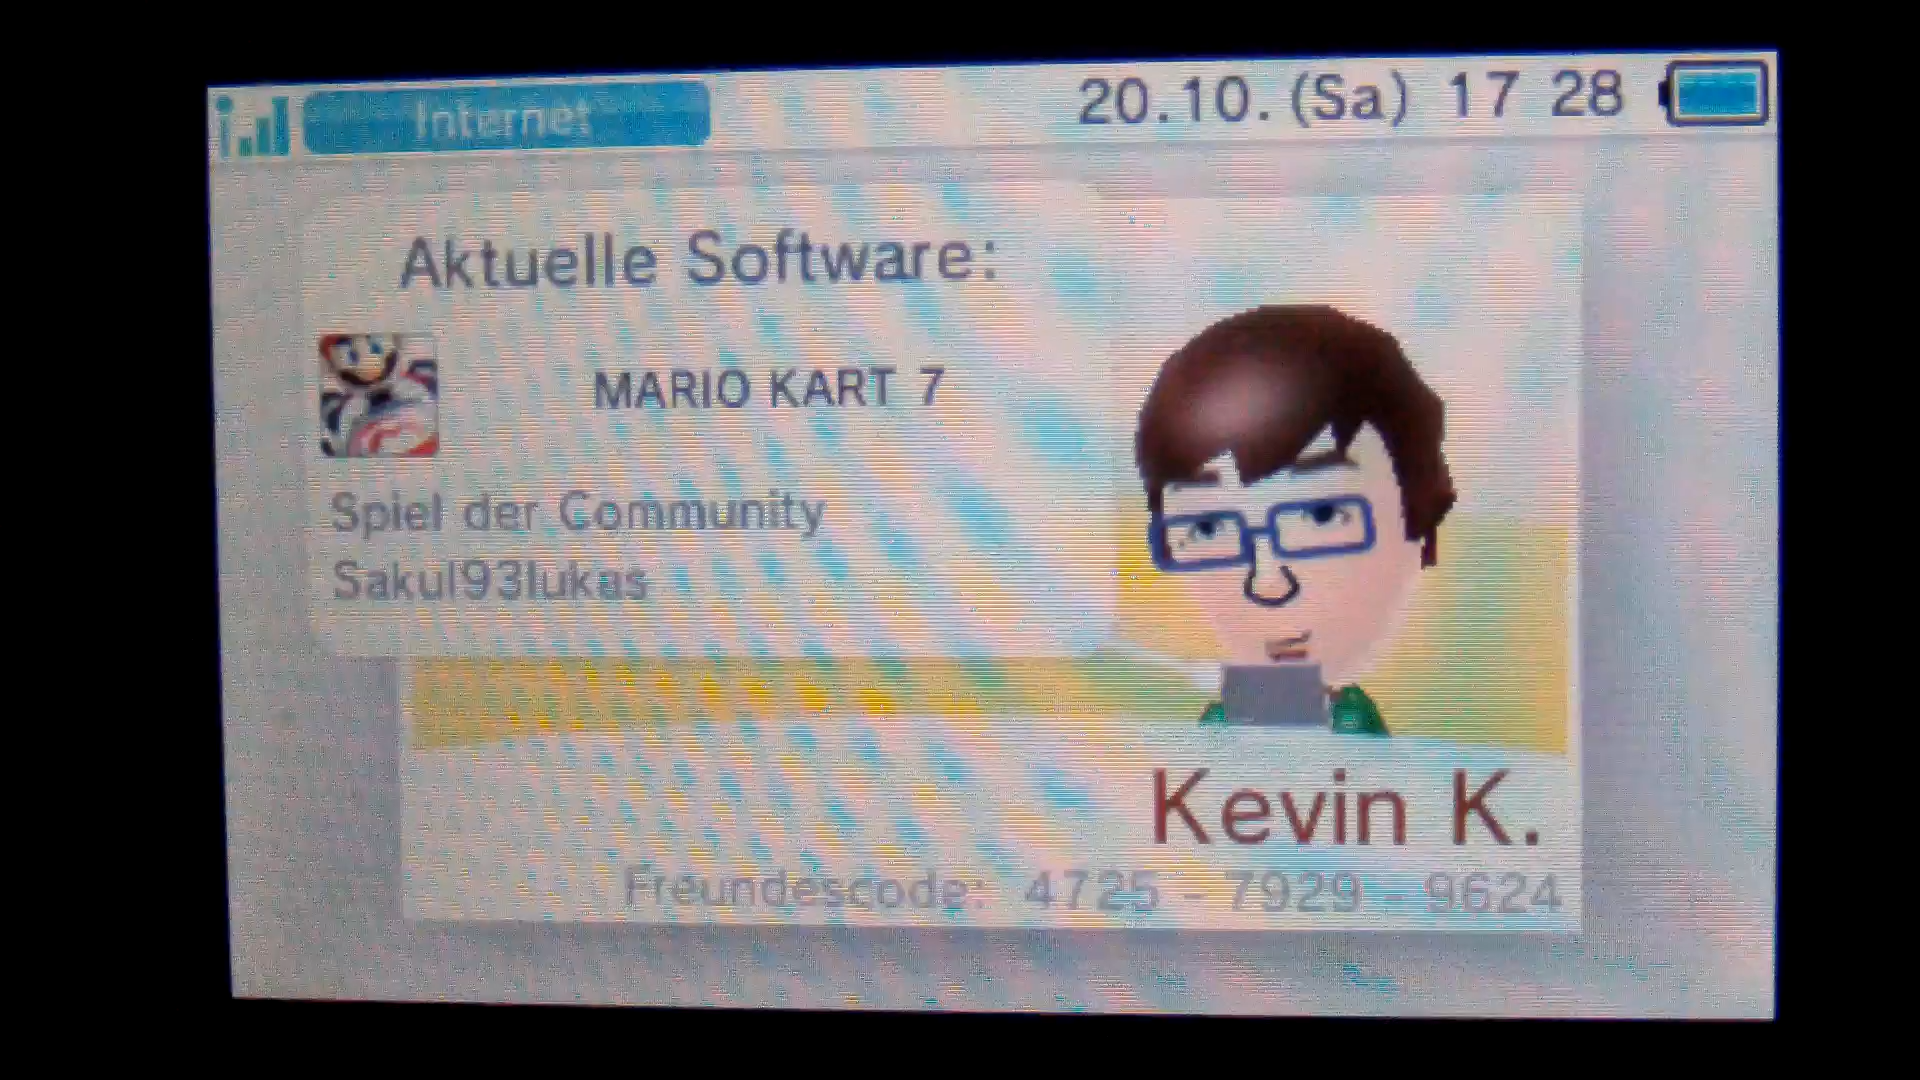 Internet 20.10. (Sa) 17 28
Aktuelle Software:
MARIO KART 7
Spiel der Community
Sakul93lukas
Kevin K.
Freundescode: 4725 - 7929 - 9624